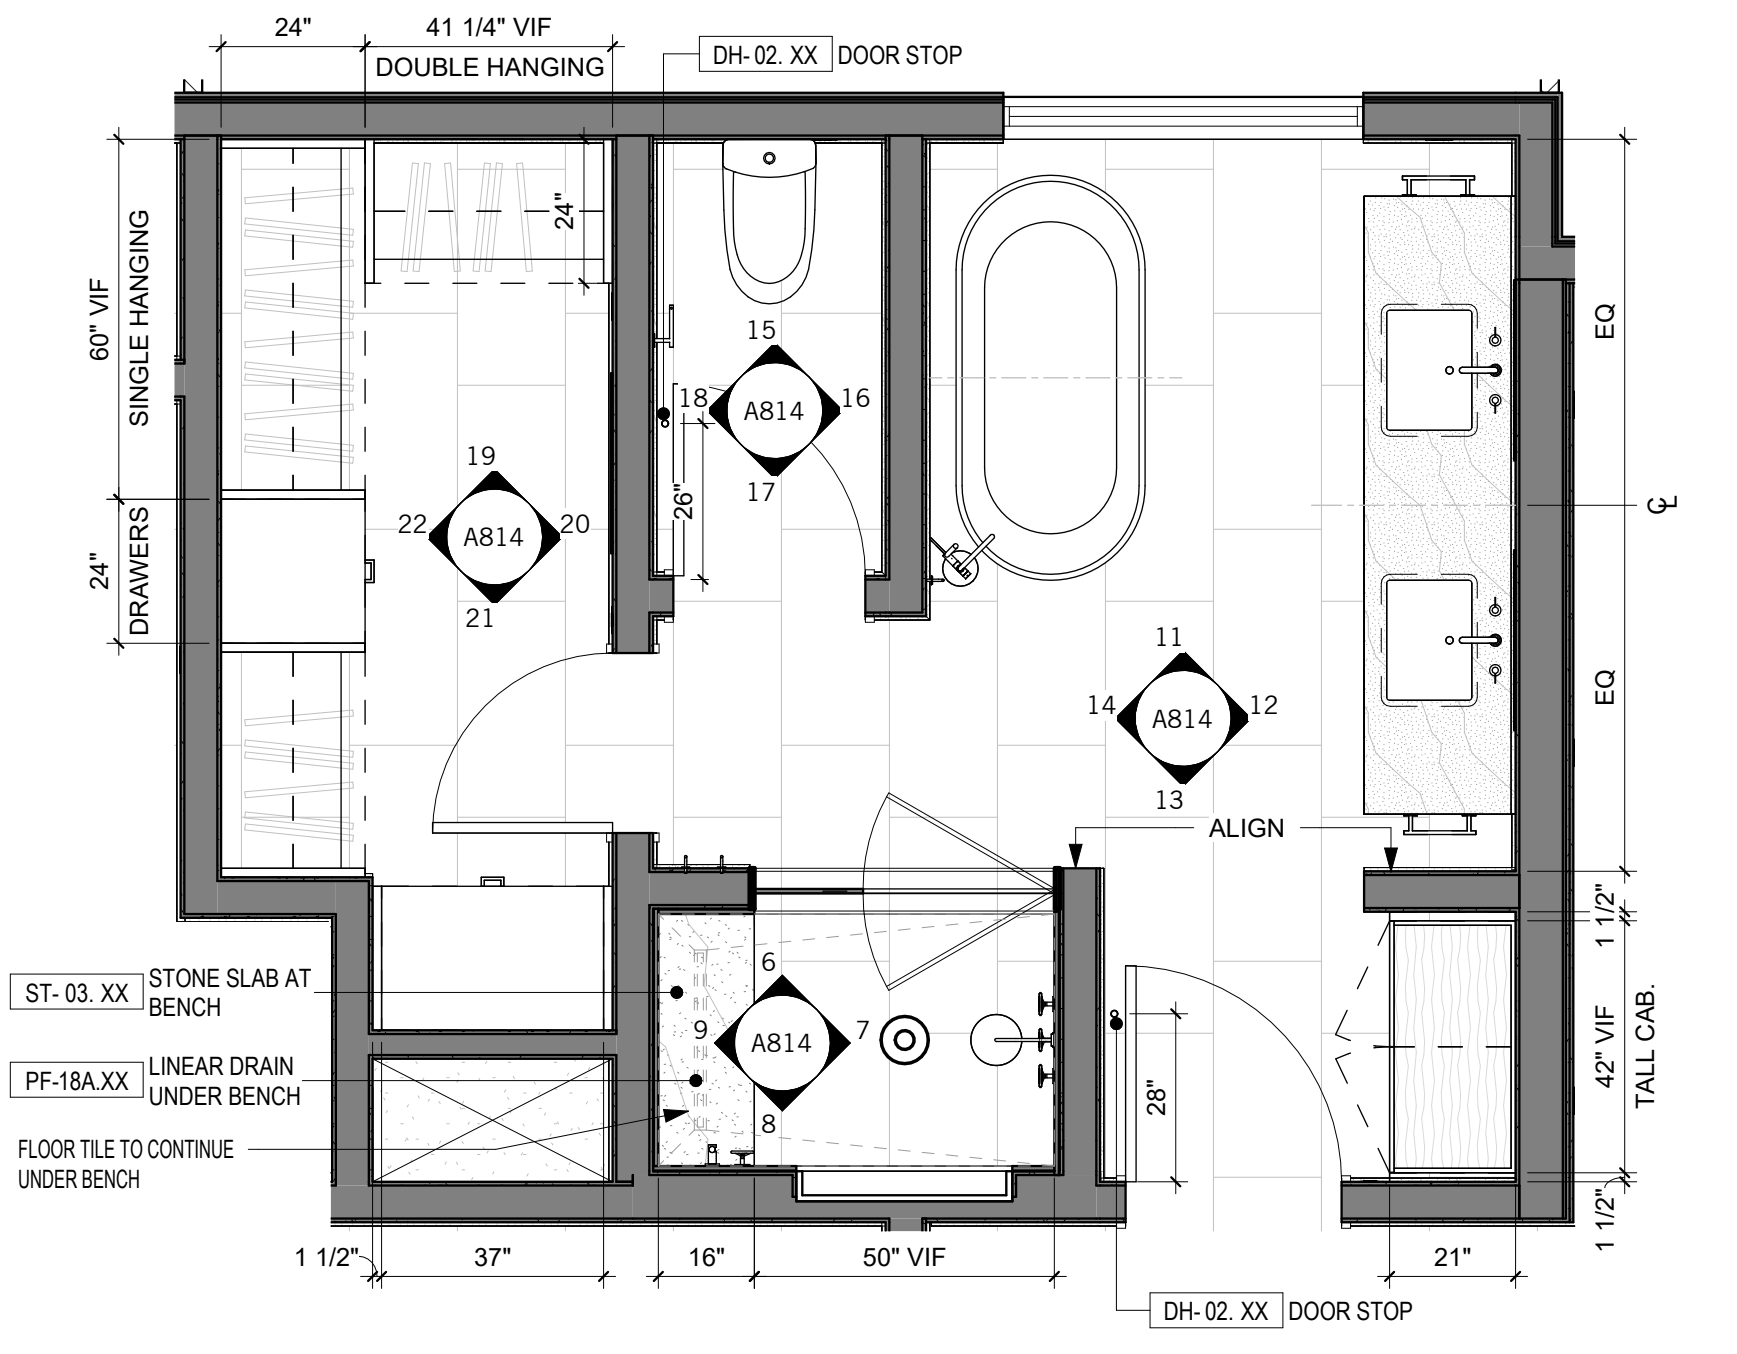 24"
41 1/4" VIF
DOUBLE HANGING
DH- 02. XX DOOR STOP
24"
60" VIF
SINGLE HANGING
24"
DRAWERS
15
18 A814 16
17
26"
19
22 A814 20
21
EQ
CL
EQ
11
14 A814 12
13
ALIGN
1 1/2"
42" VIF
TALL CAB.
1 1/2"
ST- 03. XX STONE SLAB AT
BENCH
PF-18A.XX LINEAR DRAIN
UNDER BENCH
FLOOR TILE TO CONTINUE
UNDER BENCH
6
9 A814 7
8
28"
1 1/2"
37"
16"
50" VIF
21"
DH- 02. XX DOOR STOP